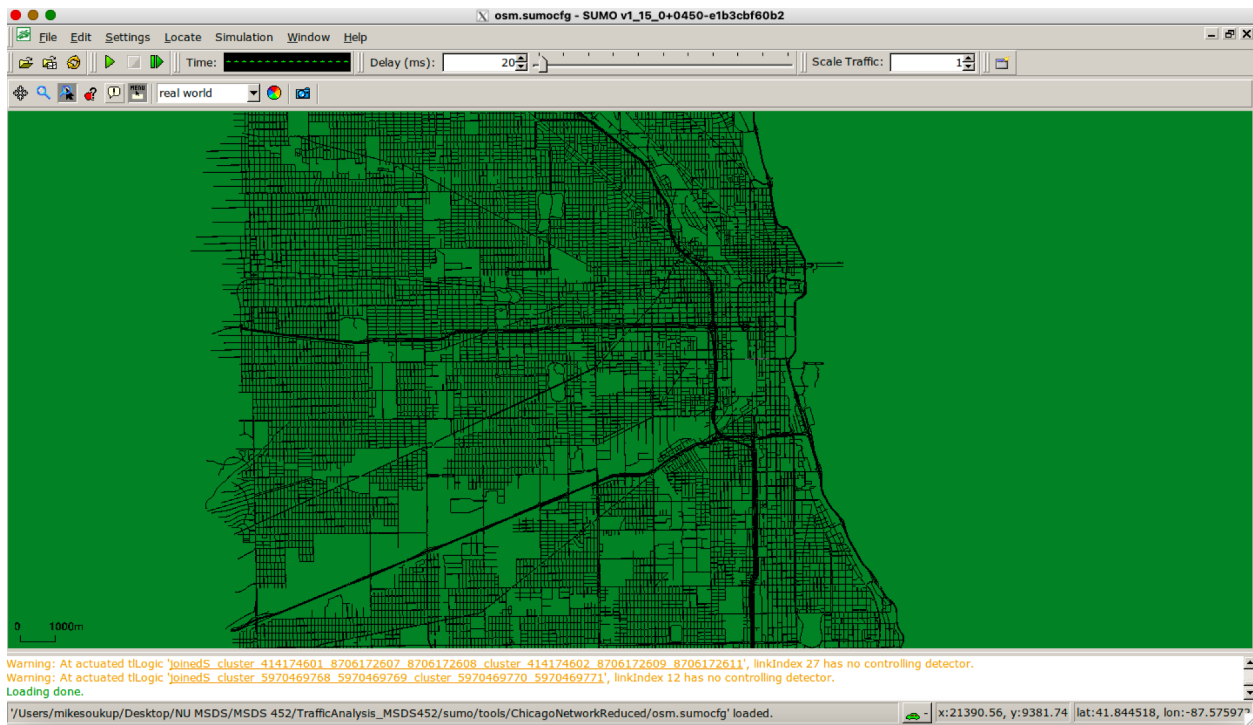 osm.sumocfg - SUMO v1_15_0+0450-e1b3cbf60b2
File Edit Settings Locate Simulation Window Help
Time: Delay (ms): 20 Scale Traffic: 1
MENU real world
0 1000m
Warning: At actuated tlLogic 'joinedS_cluster_414174601_8706172607_8706172608_cluster_414174602_8706172609_8706172611', linkIndex 27 has no controlling detector.
Warning: At actuated tlLogic 'joinedS_cluster_5970469768_5970469769_cluster_5970469770_5970469771', linkIndex 12 has no controlling detector.
Loading done.
'/Users/mikesoukup/Desktop/NU MSDS/MSDS 452/TrafficAnalysis_MSDS452/sumo/tools/ChicagoNetworkReduced/osm.sumocfg' loaded. - x:21390.56, y:9381.74 lat:41.844518, lon:-87.57597